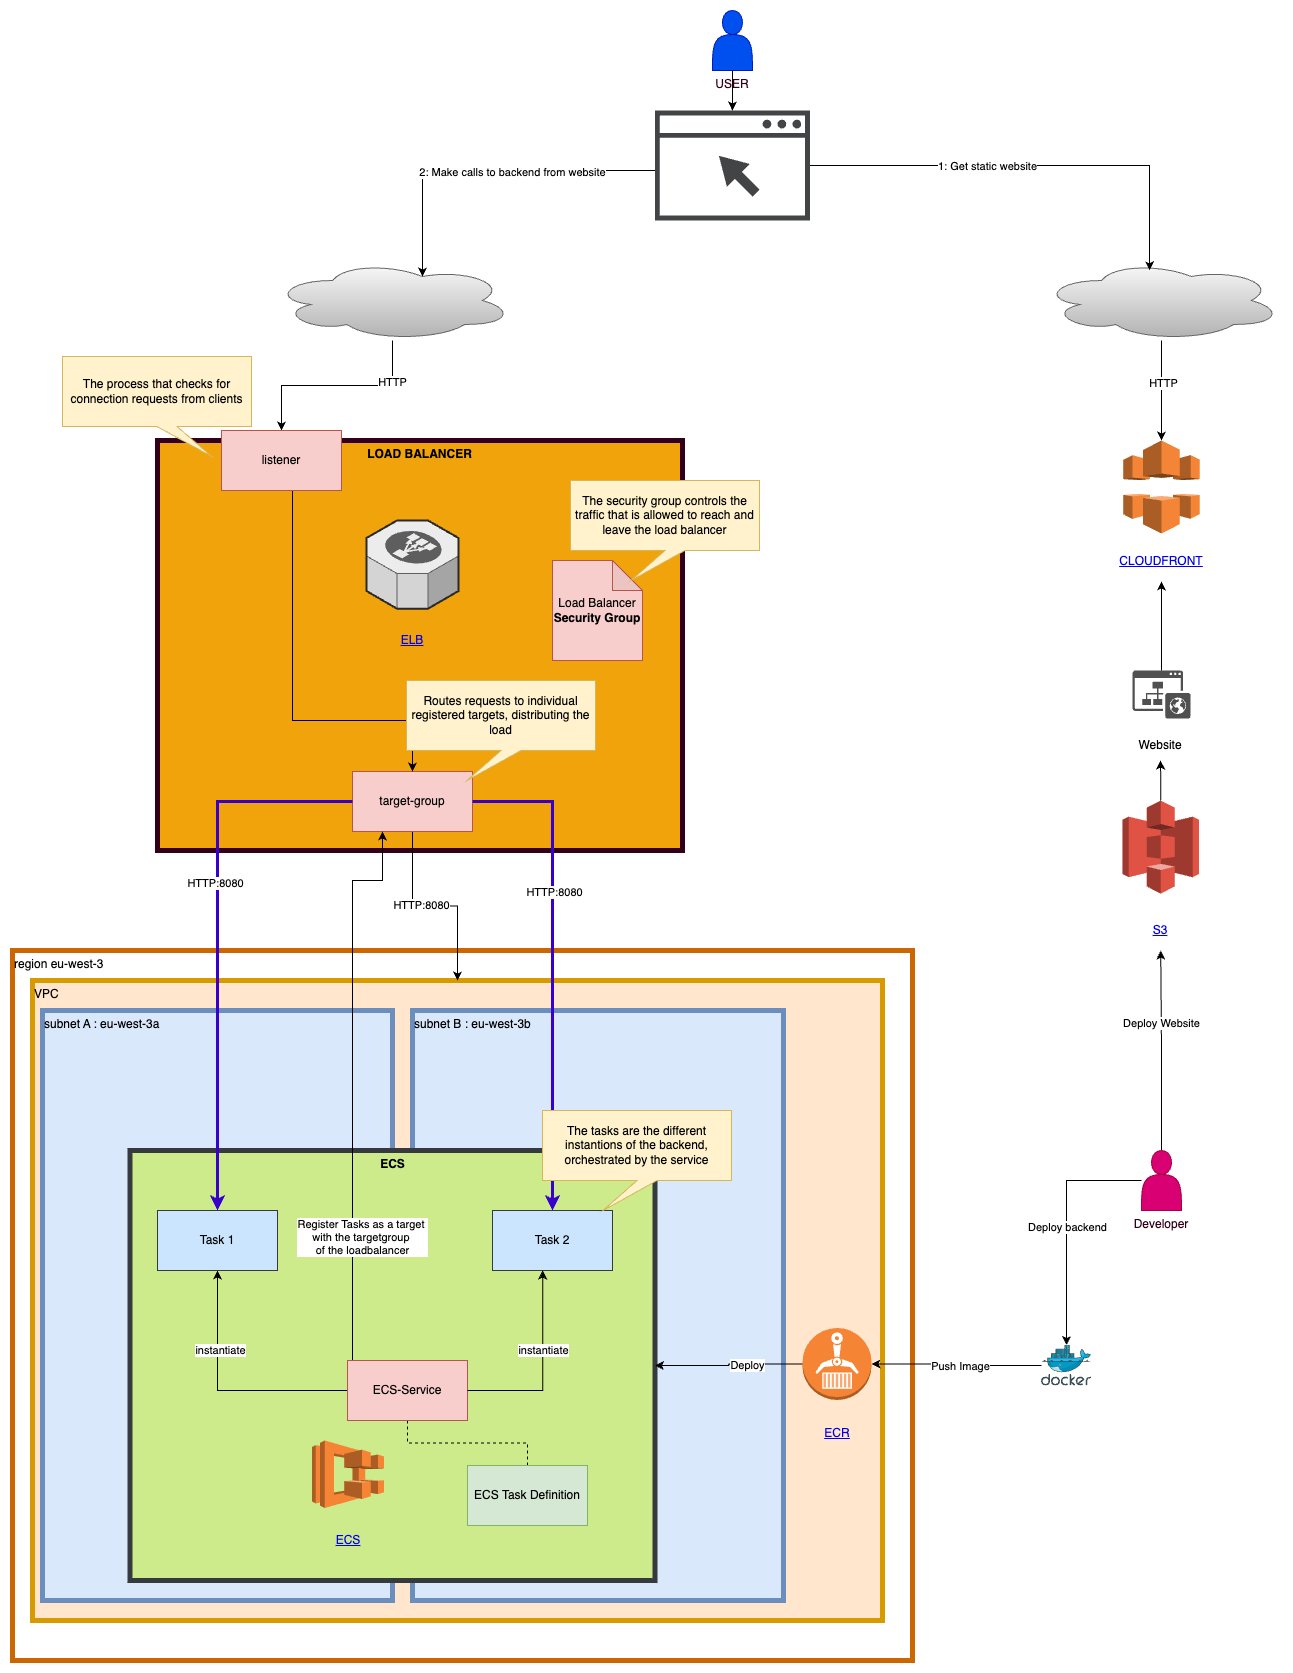 USER
2: Make calls to backend from website
1: Get static website
HTTP
HTTP
The process that checks for
connection requests from clients
listener
LOAD BALANCER
The security group controls the
traffic that is allowed to reach and
leave the load balancer
Load Balancer
Security Group
ELB
CLOUDFRONT
Routes requests to individual
registered targets, distributing the
load
Website
target-group
HTTP:8080
HTTP:8080
HTTP:8080
S3
region eu-west-3
VPC
subnet A : eu-west-3a
subnet B : eu-west-3b
Deploy Website
The tasks are the different
instantions of the backend,
orchestrated by the service
ECS
Task 1
Register Tasks as a target
with the targetgroup
of the loadbalancer
Task 2
Developer
Deploy backend
instantiate
instantiate
Deploy
Push Image
docker
ECS-Service
ECR
ECS Task Definition
ECS